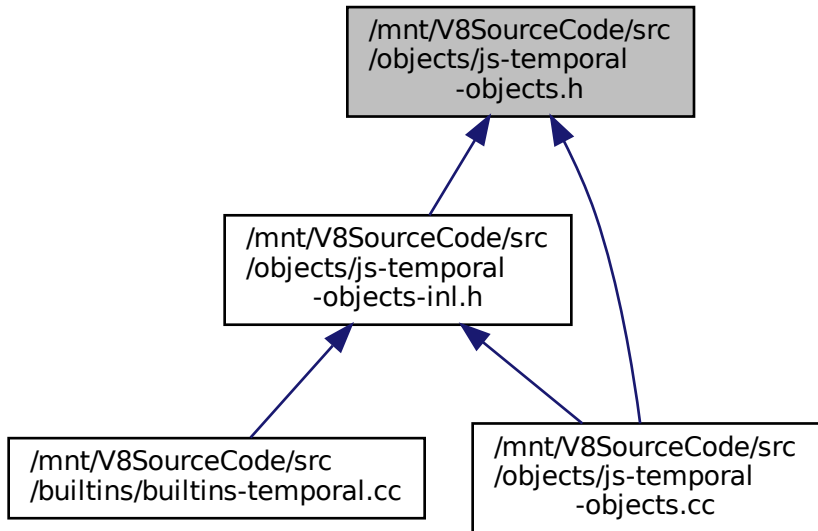 /mnt/V8SourceCode/src
/objects/js-temporal
-objects.h
/mnt/V8SourceCode/src
/objects/js-temporal
-objects-inl.h
/mnt/V8SourceCode/src
/builtins/builtins-temporal.cc
/mnt/V8SourceCode/src
/objects/js-temporal
-objects.cc